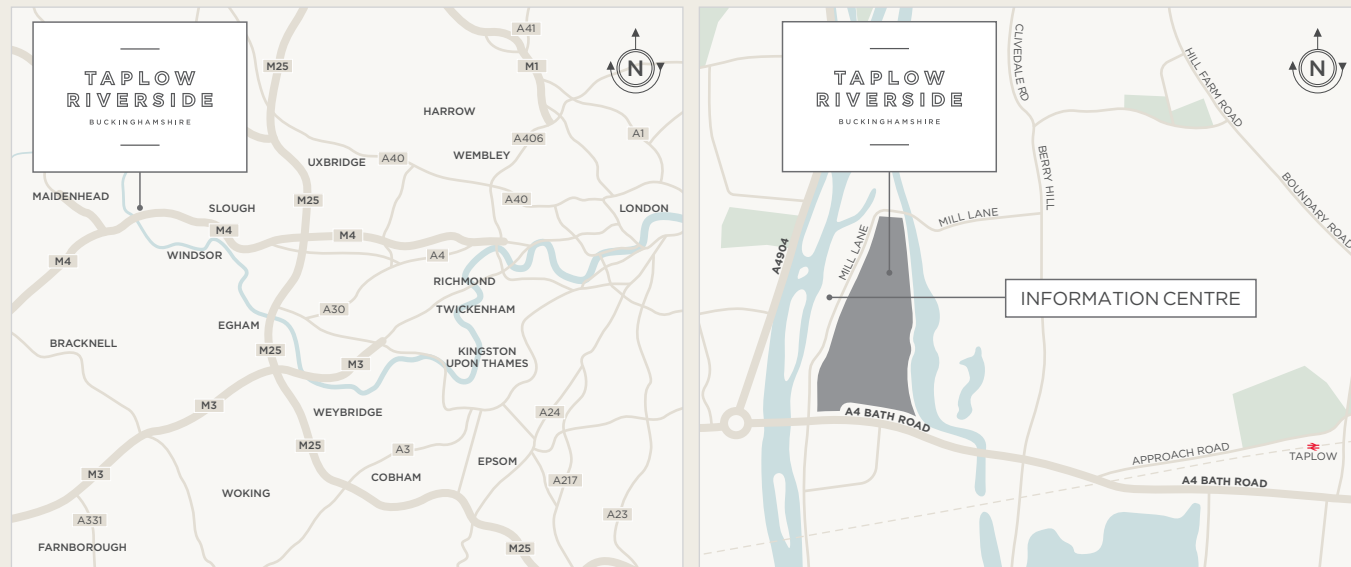 TAPLOW
RIVERSIDE
BUCKINGHAMSHIRE
A41
M25
M1
N
HARROW
A406
A1
UXBRIDGE
A40
WEMBLEY
MAIDENHEAD
SLOUGH
M25
A40
LONDON
M4
M4
M4
WINDSOR
A4
RICHMOND
A30
TWICKENHAM
EGHAM
BRACKNELL
M25
KINGSTON
UPON THAMES
M3
M3
WEYBRIDGE
A24
M25
A3
EPSOM
COBHAM
M3
A217
WOKING
A331
A23
FARNBOROUGH
M25
TAPLOW
RIVERSIDE
BUCKINGHAMSHIRE
CLIVEDALE RD
HILL FARM ROAD
N
BERRY HILL
BOUNDARY ROAD
MILL LANE
MILL LANE
A4904
INFORMATION CENTRE
A4 BATH ROAD
APPROACH ROAD
TAPLOW
A4 BATH ROAD